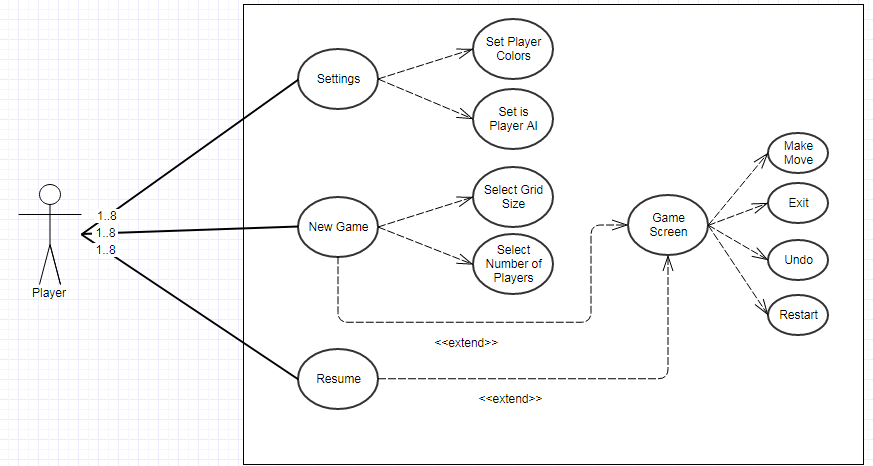 Set Player
Colors
Settings
Set is
Player AI
Make
Move
Select Grid
Size
Exit
1..8
Game
Screen
New Game
1..8
1..8
Select
Number of
Players
Undo
Player
Restart
<<extend>>
Resume
<<extend>>